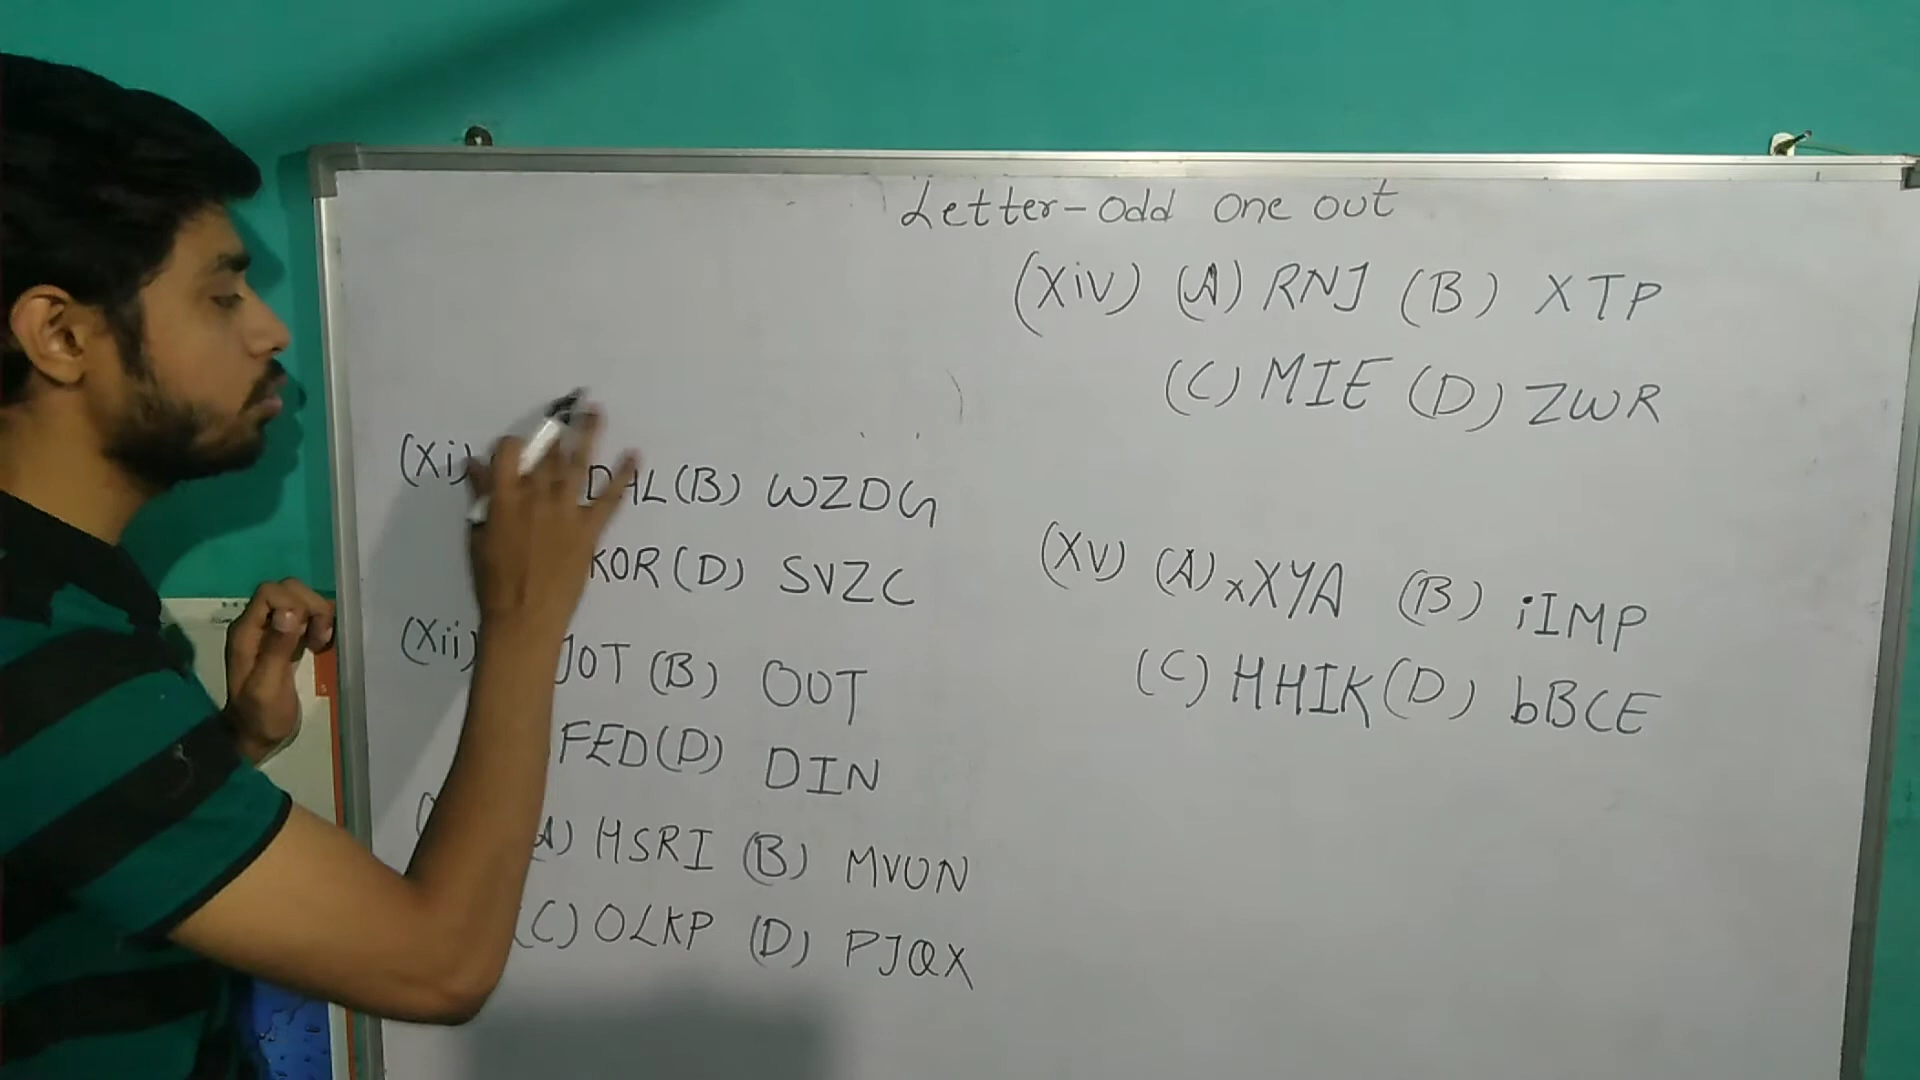 Letter-Odd One Out
(Xi) DHL (B) WZDG
KOR (D) SVZC
(Xii) JOT (B) OUT
FED (D) DIN
A) HSRI (B) MVUN
(C) OLKP (D) PJQX
(Xiv) (A) RNJ (B) XTP
(C) MIE (D) ZWR
(XV) (A) xXYA (B) iIMP
(C) HHIK (D) bBCE